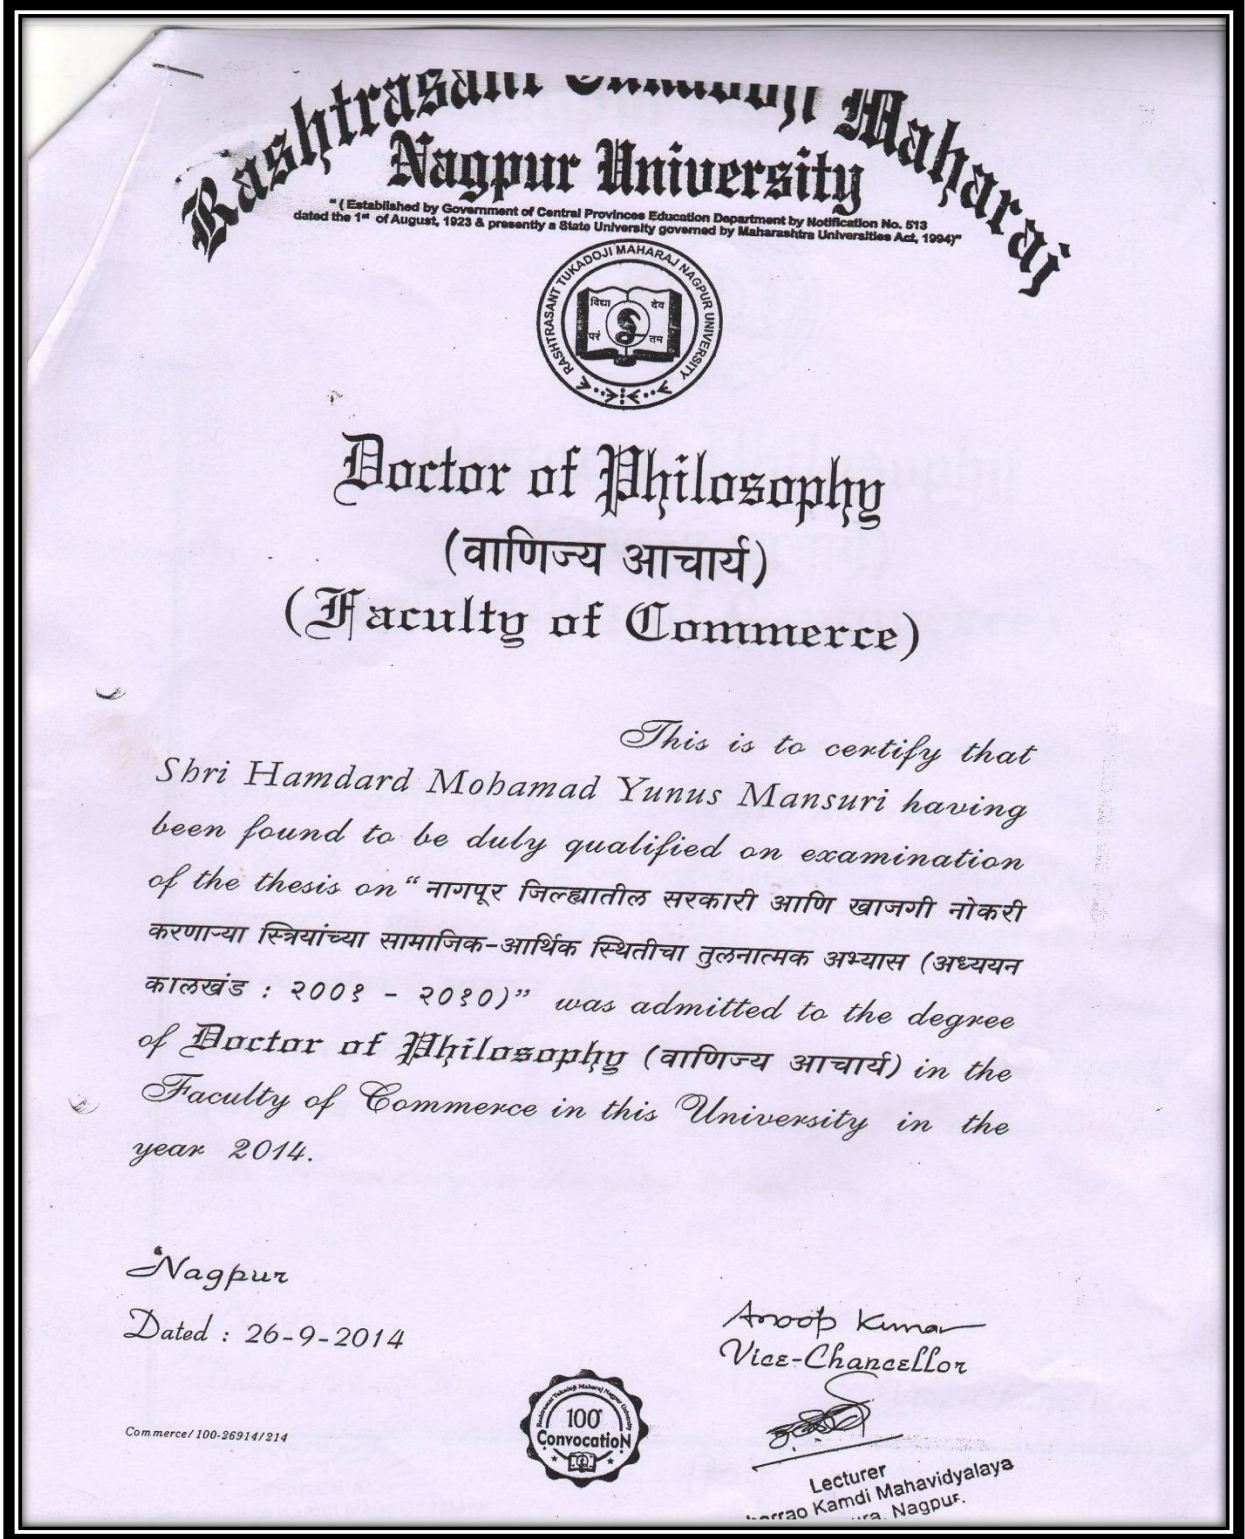 Rashtrasant Tukadoji Maharaj
Nagpur University
"(Established by Government of Central Provinces Education Department by Notification No. 513
dated the 1st of August, 1923 & presently a State University governed by Maharashtra Universities Act, 1994)"
RASHTRASANT TUKADOJI MAHARAJ NAGPUR UNIVERSITY
विद्या देव
परं तम
Doctor of Philosophy
(वाणिज्य आचार्य)
(Faculty of Commerce)
This is to certify that
Shri Hamdard Mohamad Yunus Mansuri having
been found to be duly qualified on examination
of the thesis on "नागपूर जिल्ह्यातील सरकारी आणि खाजगी नोकरी
करणाऱ्या स्त्रियांच्या सामाजिक-आर्थिक स्थितीचा तुलनात्मक अभ्यास (अध्ययन
कालखंड : २००१ - २०१०)" was admitted to the degree
of Doctor of Philosophy (वाणिज्य आचार्य) in the
Faculty of Commerce in this University in the
year 2014.
Nagpur
Dated : 26-9-2014
Anoop Kumar
Vice-Chancellor
Commerce/100-26914/214
Rashtrasant Tukadoji Maharaj Nagpur University
100
Convocation
Lecturer
Kamdi Mahavidyalaya
Nagpur.